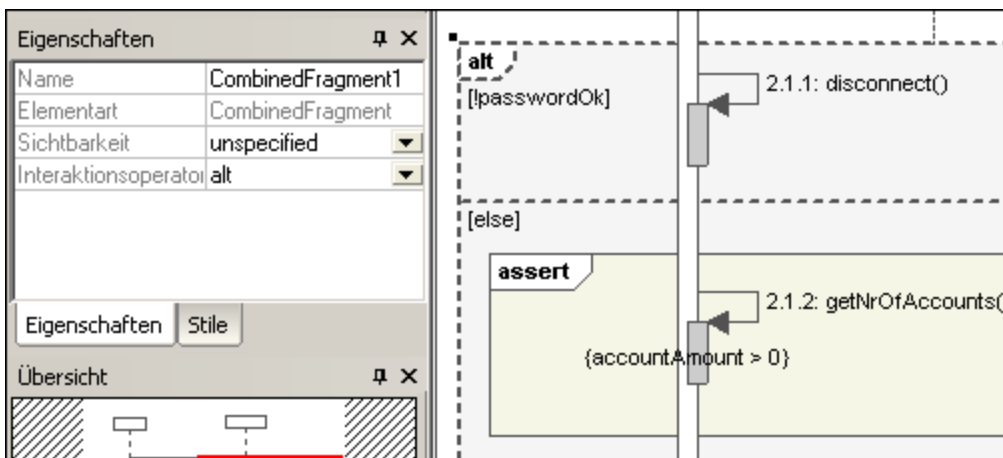 Eigenschaften
Name CombinedFragment1
Elementart CombinedFragment
Sichtbarkeit unspecified
Interaktionsoperator alt
Eigenschaften Stile
Übersicht
alt
[!passwordOk]
2.1.1: disconnect()
[else]
assert
2.1.2: getNrOfAccounts(
{accountAmount > 0}